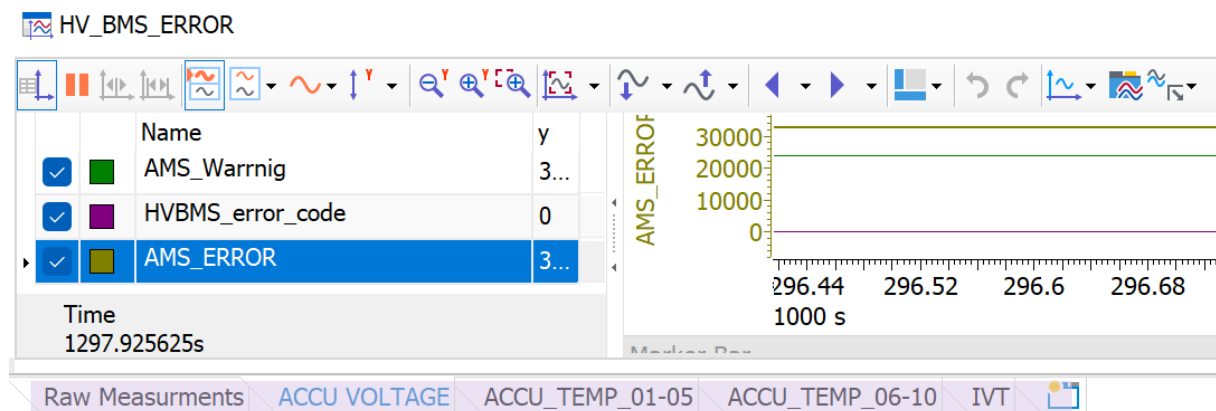 HV_BMS_ERROR
Name y
AMS_Warrnig 3...
HVBMS_error_code 0
AMS_ERROR 3...
Time
1297.925625s
AMS_ERROR
30000
20000
10000
0
296.44 296.52 296.6 296.68
1000 s
Marker Bar
Raw Measurments ACCU VOLTAGE ACCU_TEMP_01-05 ACCU_TEMP_06-10 IVT